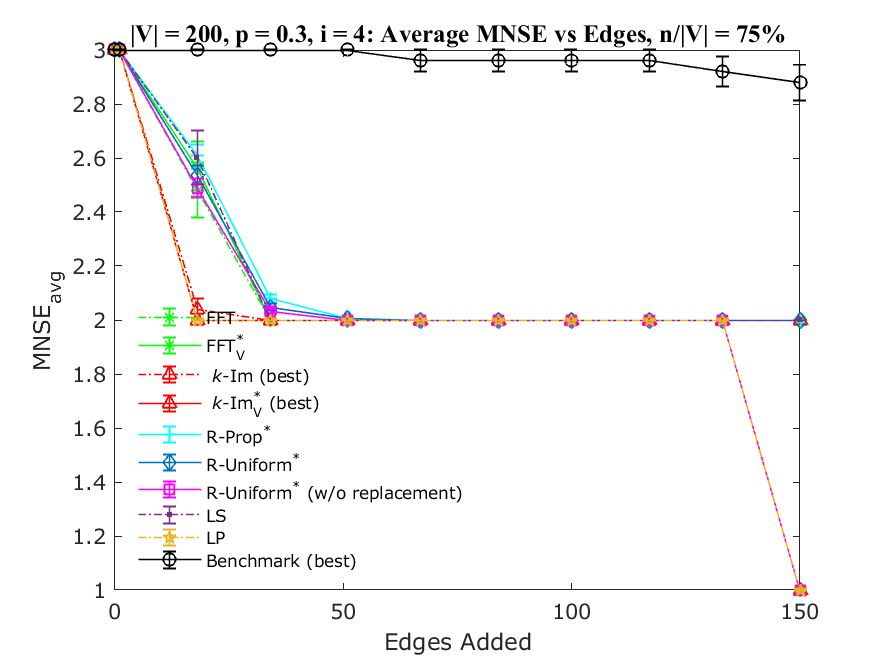 |V| = 200, p = 0.3, i = 4: Average MNSE vs Edges, n/|V| = 75%
3
2.8
2.6
2.4
2.2
2
1.8
1.6
1.4
1.2
1
MNSE_avg
FFT
FFT*_V
k-Im (best)
k-Im*_V (best)
R-Prop*
R-Uniform*
R-Uniform* (w/o replacement)
LS
LP
Benchmark (best)
0
50
100
150
Edges Added